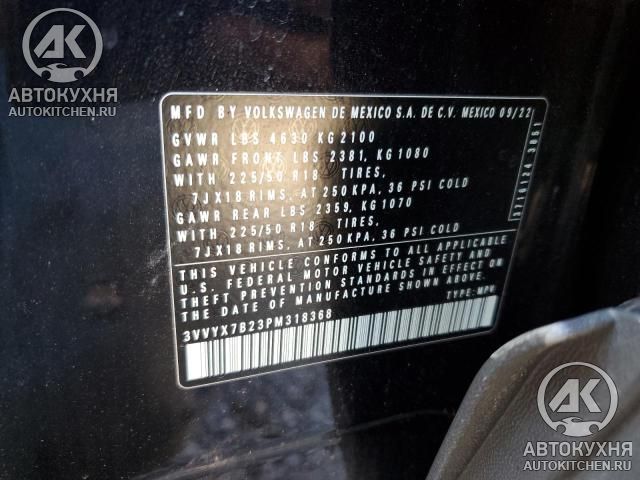 AK
АВТОКУХНЯ
AUTOKITCHEN.RU
MFD BY VOLKSWAGEN DE MEXICO S.A. DE C.V. MEXICO 09/22
GVWR LBS 4630 KG 2100
GAWR FRONT LBS 2381, KG 1080
WITH 225/50 R18 TIRES,
7JX18 RIMS, AT 250 KPA, 36 PSI COLD
GAWR REAR LBS 2359, KG 1070
WITH 225/50 R18 TIRES,
7JX18 RIMS, AT 250 KPA, 36 PSI COLD
THIS VEHICLE CONFORMS TO ALL APPLICABLE
U.S. FEDERAL MOTOR VEHICLE SAFETY AND
THEFT PREVENTION STANDARDS IN EFFECT ON
THE DATE OF MANUFACTURE SHOWN ABOVE.
3VVYX7B23PM318368 TYPE: MPV
AK
АВТОКУХНЯ
AUTOKITCHEN.RU